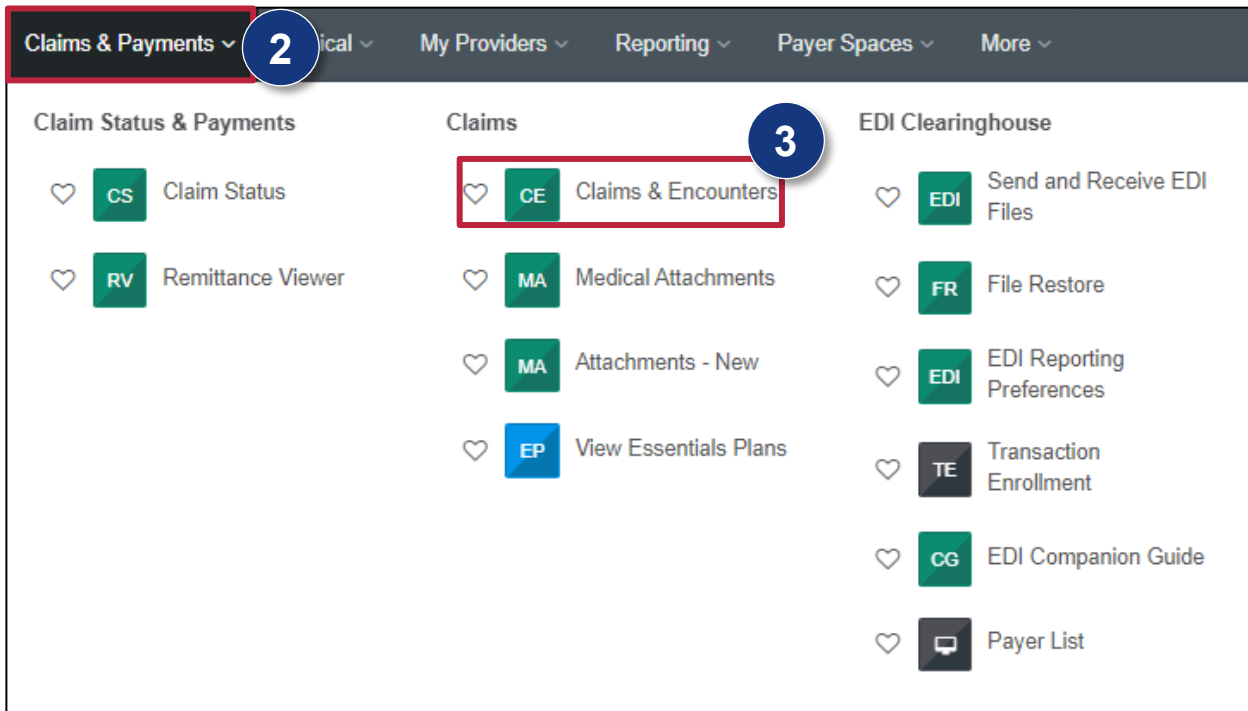 Claims & Payments 2 ical My Providers Reporting Payer Spaces More
Claim Status & Payments
CS Claim Status
RV Remittance Viewer
Claims
3
CE Claims & Encounters
MA Medical Attachments
MA Attachments - New
EP View Essentials Plans
EDI Clearinghouse
EDI Send and Receive EDI
Files
FR File Restore
EDI EDI Reporting
Preferences
TE Transaction
Enrollment
CG EDI Companion Guide
Payer List